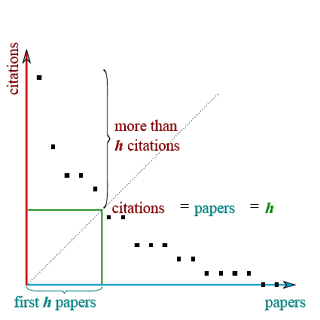 citations
more than
h citations
citations = papers = h
first h papers
papers